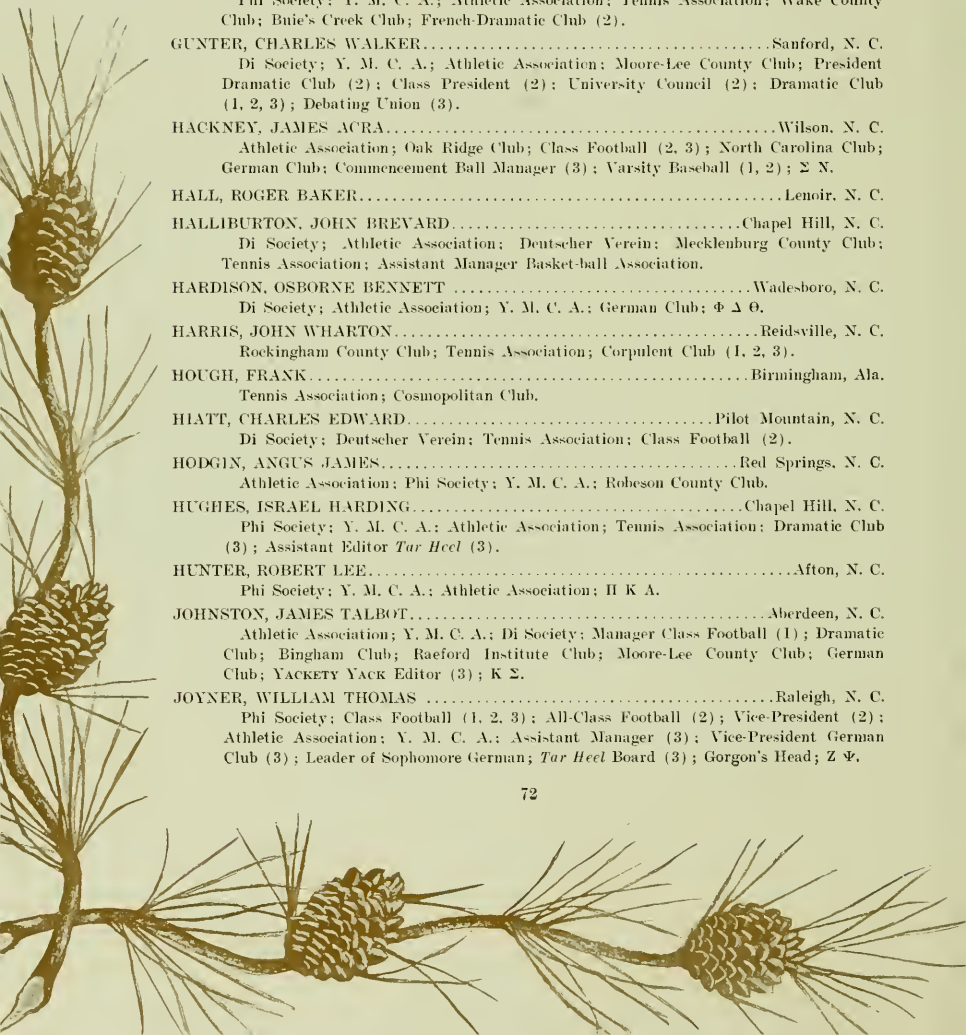 Phi Society; Y. M. C. A.; Athletic Association; Tennis Association; Wake County
Club; Buie's Creek Club; French-Dramatic Club (2).
GUNTER, CHARLES WALKER........................................Sanford, N. C.
Di Society; Y. M. C. A.; Athletic Association; Moore-Lee County Club; President
Dramatic Club (2); Class President (2); University Council (2); Dramatic Club
(1, 2, 3); Debating Union (3).
HACKNEY, JAMES ACRA............................................Wilson, N. C.
Athletic Association; Oak Ridge Club; Class Football (2, 3); North Carolina Club;
German Club; Commencement Ball Manager (3); Varsity Baseball (1, 2); Σ N.
HALL, ROGER BAKER................................................Lenoir, N. C.
HALLIBURTON, JOHN BREVARD.................................Chapel Hill, N. C.
Di Society; Athletic Association; Deutscher Verein; Mecklenburg County Club;
Tennis Association; Assistant Manager Basket-ball Association.
HARDISON, OSBORNE BENNETT ..................................Wadesboro, N. C.
Di Society; Athletic Association; Y. M. C. A.; German Club; Φ Δ Θ.
HARRIS, JOHN WHARTON..........................................Reidsville, N. C.
Rockingham County Club; Tennis Association; Corpulent Club (1, 2, 3).
HOUGH, FRANK..................................................Birmingham, Ala.
Tennis Association; Cosmopolitan Club.
HIATT, CHARLES EDWARD...................................Pilot Mountain, N. C.
Di Society; Deutscher Verein; Tennis Association; Class Football (2).
HODGIN, ANGUS JAMES.........................................Red Springs, N. C.
Athletic Association; Phi Society; Y. M. C. A.; Robeson County Club.
HUGHES, ISRAEL HARDING......................................Chapel Hill, N. C.
Phi Society; Y. M. C. A.; Athletic Association; Tennis Association; Dramatic Club
(3); Assistant Editor Tar Heel (3).
HUNTER, ROBERT LEE................................................Afton, N. C.
Phi Society; Y. M. C. A.; Athletic Association; Π K A.
JOHNSTON, JAMES TALBOT.........................................Aberdeen, N. C.
Athletic Association; Y. M. C. A.; Di Society; Manager Class Football (1); Dramatic
Club; Bingham Club; Raeford Institute Club; Moore-Lee County Club; German
Club; YACKETY YACK Editor (3); K Σ.
JOYNER, WILLIAM THOMAS ........................................Raleigh, N. C.
Phi Society; Class Football (1, 2, 3); All-Class Football (2); Vice-President (2);
Athletic Association; Y. M. C. A.; Assistant Manager (3); Vice-President German
Club (3); Leader of Sophomore German; Tar Heel Board (3); Gorgon's Head; Z Ψ.
72